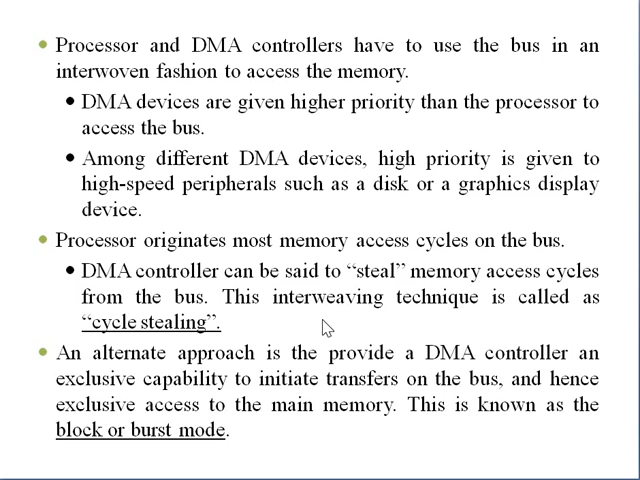 • Processor and DMA controllers have to use the bus in an
interwoven fashion to access the memory.
• DMA devices are given higher priority than the processor to
access the bus.
• Among different DMA devices, high priority is given to
high-speed peripherals such as a disk or a graphics display
device.
• Processor originates most memory access cycles on the bus.
• DMA controller can be said to “steal” memory access cycles
from the bus. This interweaving technique is called as
“cycle stealing”.
• An alternate approach is the provide a DMA controller an
exclusive capability to initiate transfers on the bus, and hence
exclusive access to the main memory. This is known as the
block or burst mode.